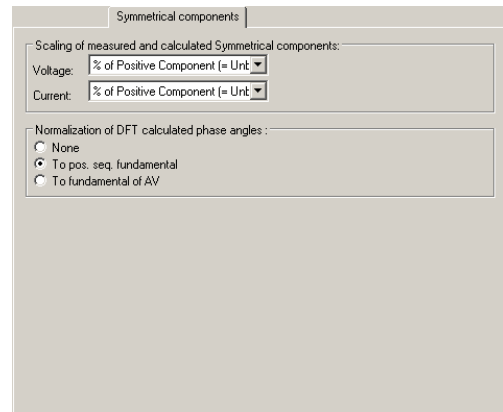 Symmetrical components
Scaling of measured and calculated Symmetrical components:
Voltage: % of Positive Component (= Unb
Current: % of Positive Component (= Unb
Normalization of DFT calculated phase angles :
None
To pos. seq. fundamental
To fundamental of AV